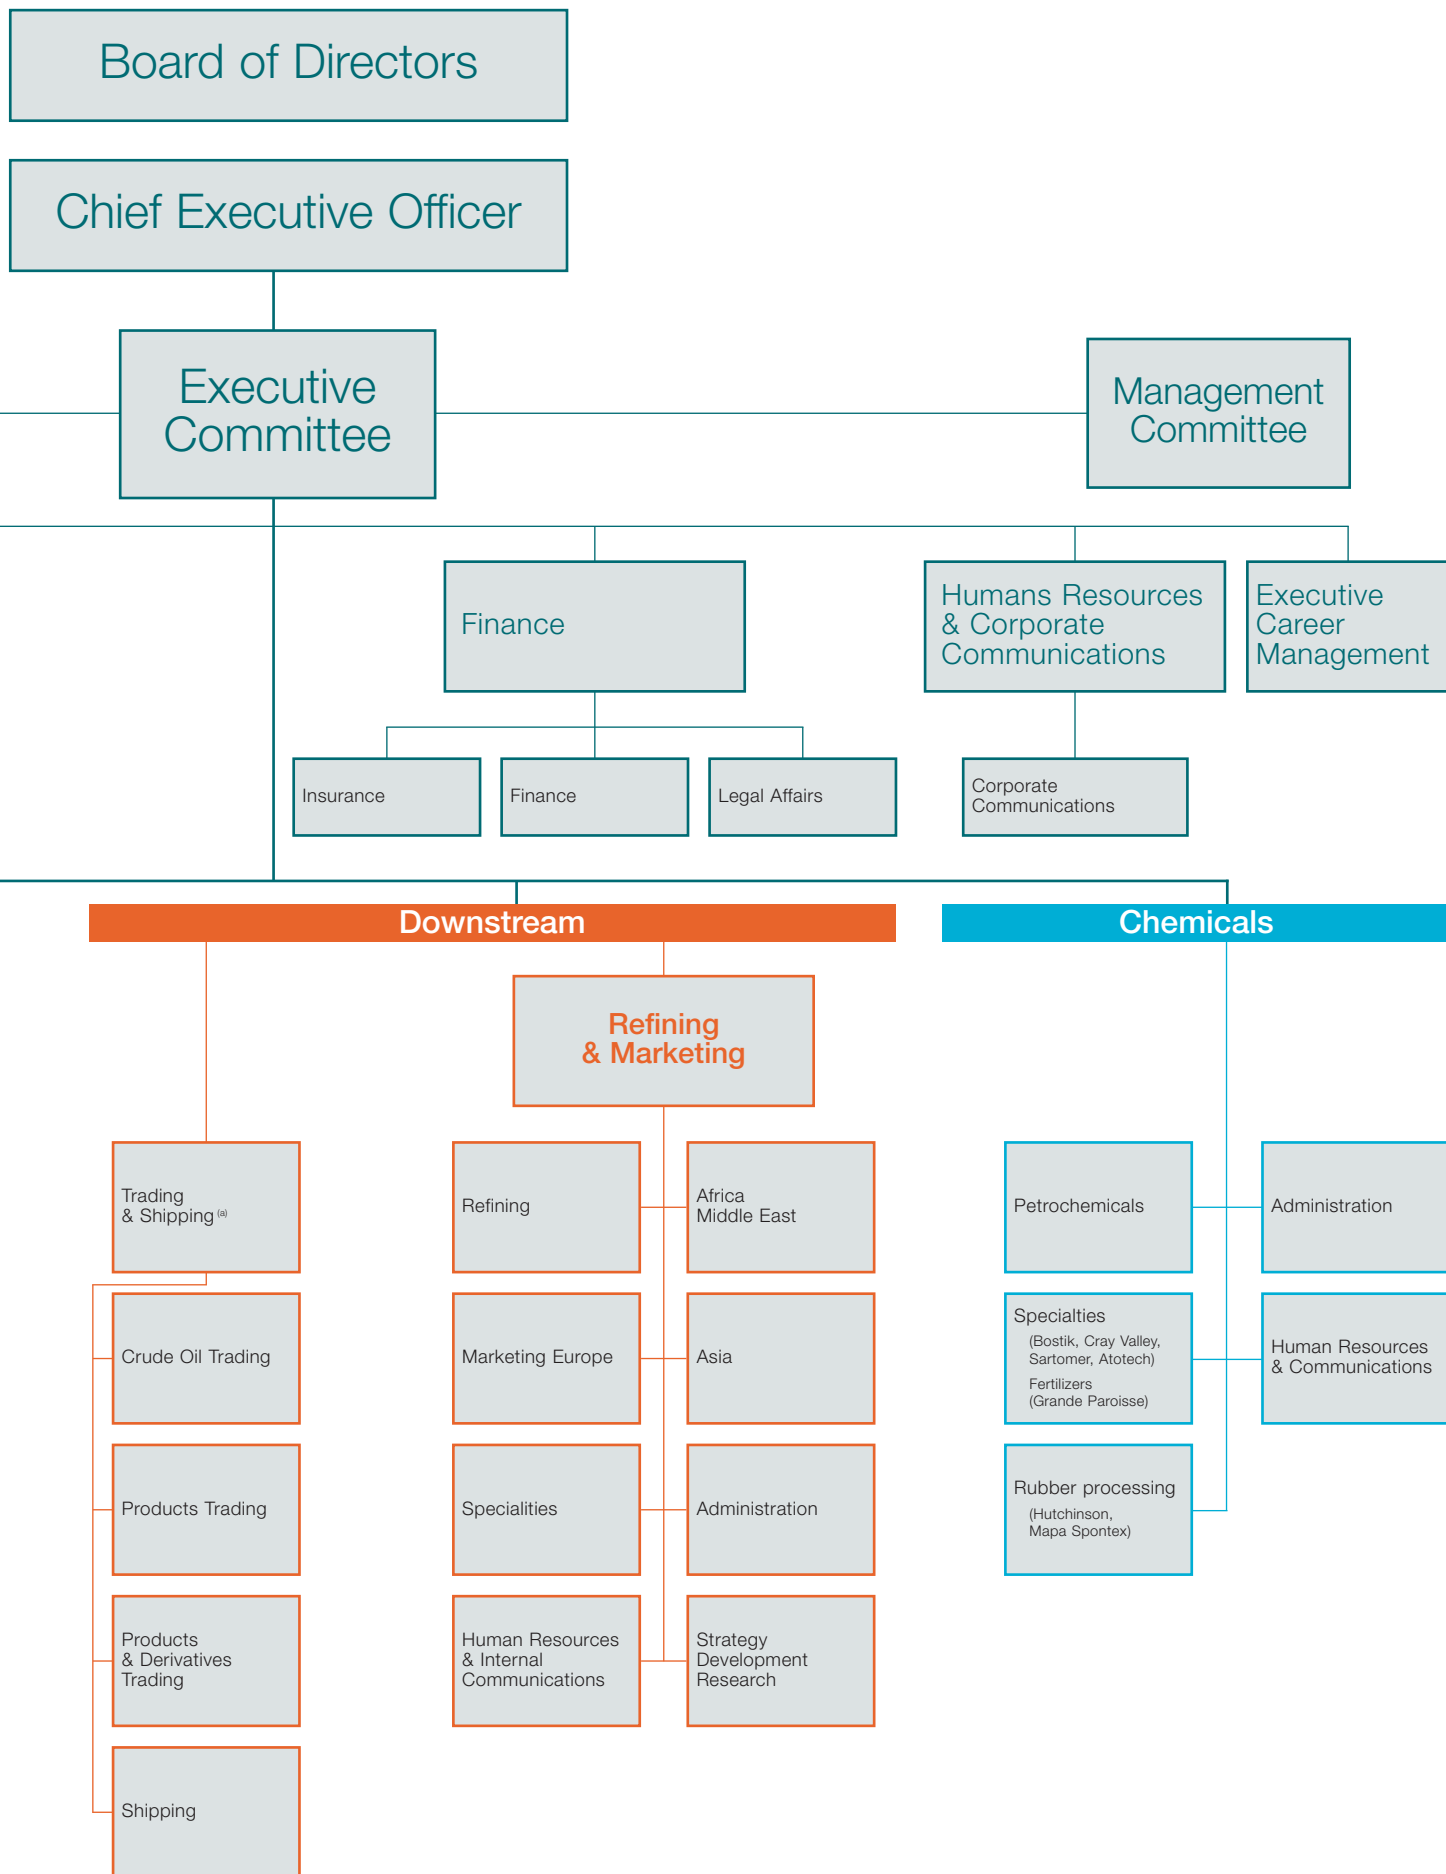 Board of Directors
Chief Executive Officer
Executive
Committee
Management
Committee
Finance
Humans Resources
& Corporate
Communications
Executive
Career
Management
Insurance
Finance
Legal Affairs
Corporate
Communications
Downstream
Chemicals
Refining
& Marketing
Trading
& Shipping (a)
Refining
Africa
Middle East
Petrochemicals
Administration
Crude Oil Trading
Marketing Europe
Asia
Specialties
(Bostik, Cray Valley,
Sartomer, Atotech)
Fertilizers
(Grande Paroisse)
Human Resources
& Communications
Products Trading
Specialities
Administration
Rubber processing
(Hutchinson,
Mapa Spontex)
Products
& Derivatives
Trading
Human Resources
& Internal
Communications
Strategy
Development
Research
Shipping